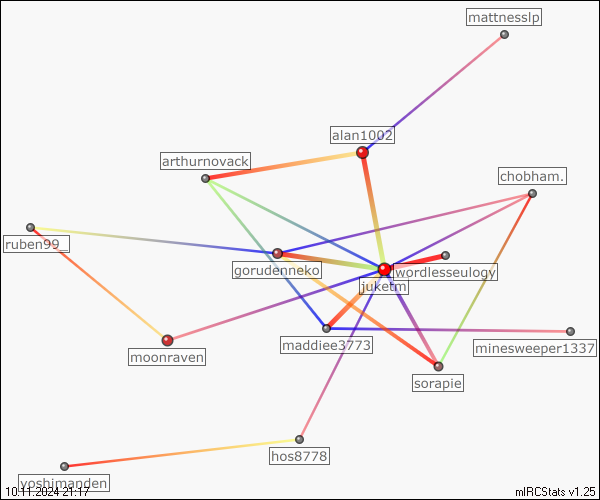 mattnesslp
alan1002
arthurnovack
chobham.
ruben99_
gorudenneko
wordlesseulogy
juketm
maddiee3773
minesweeper1337
moonraven
sorapie
hos8778
yoshimanden
10.11.2024 21:17
mIRCStats v1.25